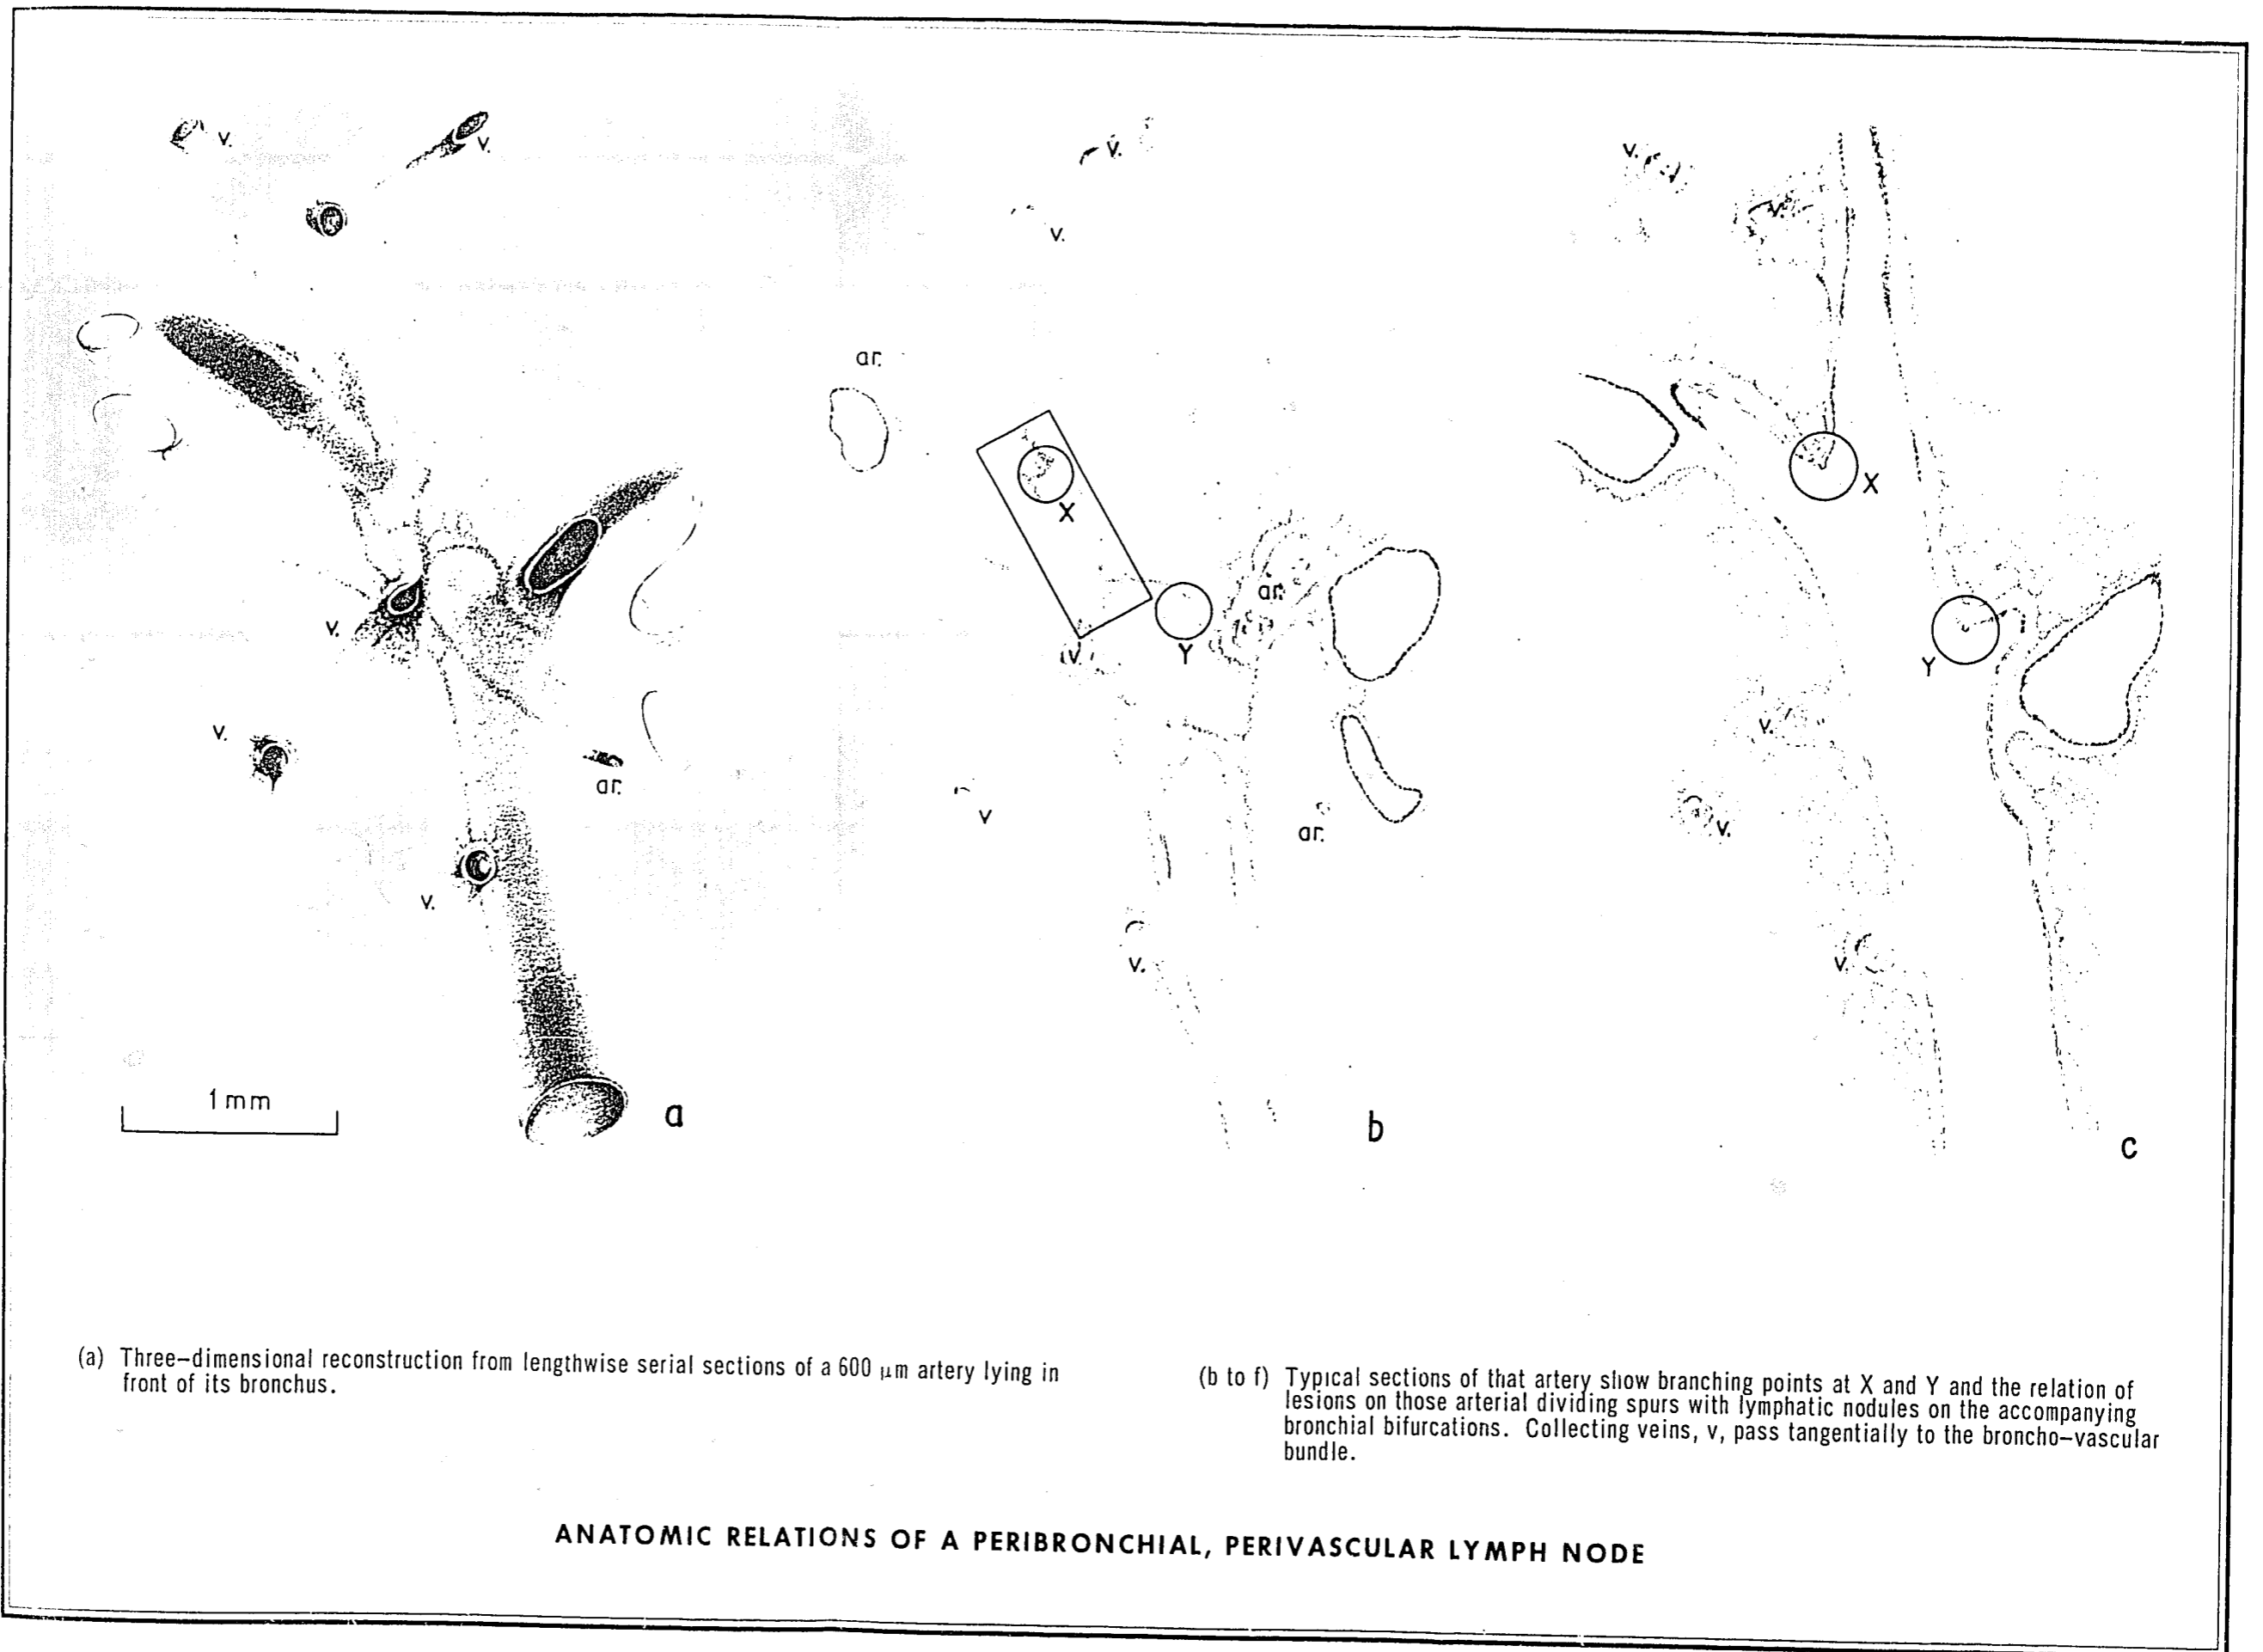 v.
v.
v.
v.
ar.
v.
1 mm
a
v.
v.
ar.
X
ar.
Y
v.
v
ar.
v.
b
v.
v.
X
Y
v.
v.
v.
c
(a) Three-dimensional reconstruction from lengthwise serial sections of a 600 μm artery lying in
front of its bronchus.
(b to f) Typical sections of that artery show branching points at X and Y and the relation of
lesions on those arterial dividing spurs with lymphatic nodules on the accompanying
bronchial bifurcations. Collecting veins, v, pass tangentially to the broncho-vascular
bundle.
ANATOMIC RELATIONS OF A PERIBRONCHIAL, PERIVASCULAR LYMPH NODE